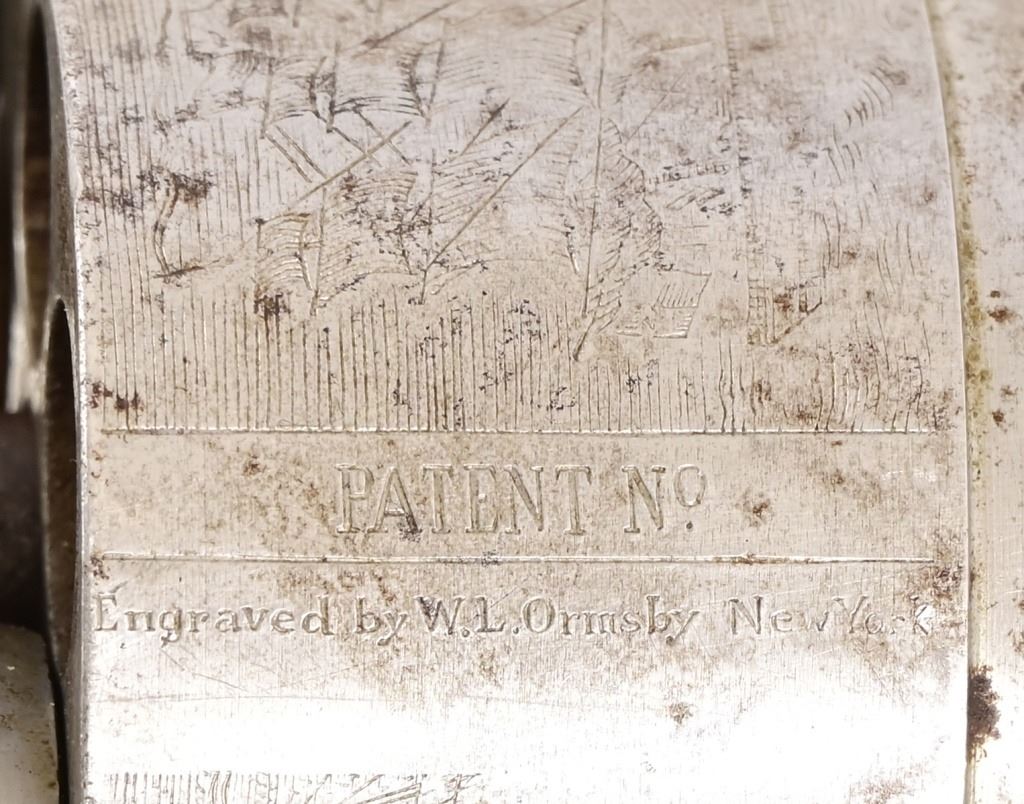 PATENT Nº
Engraved by W.L.Ormsby New York